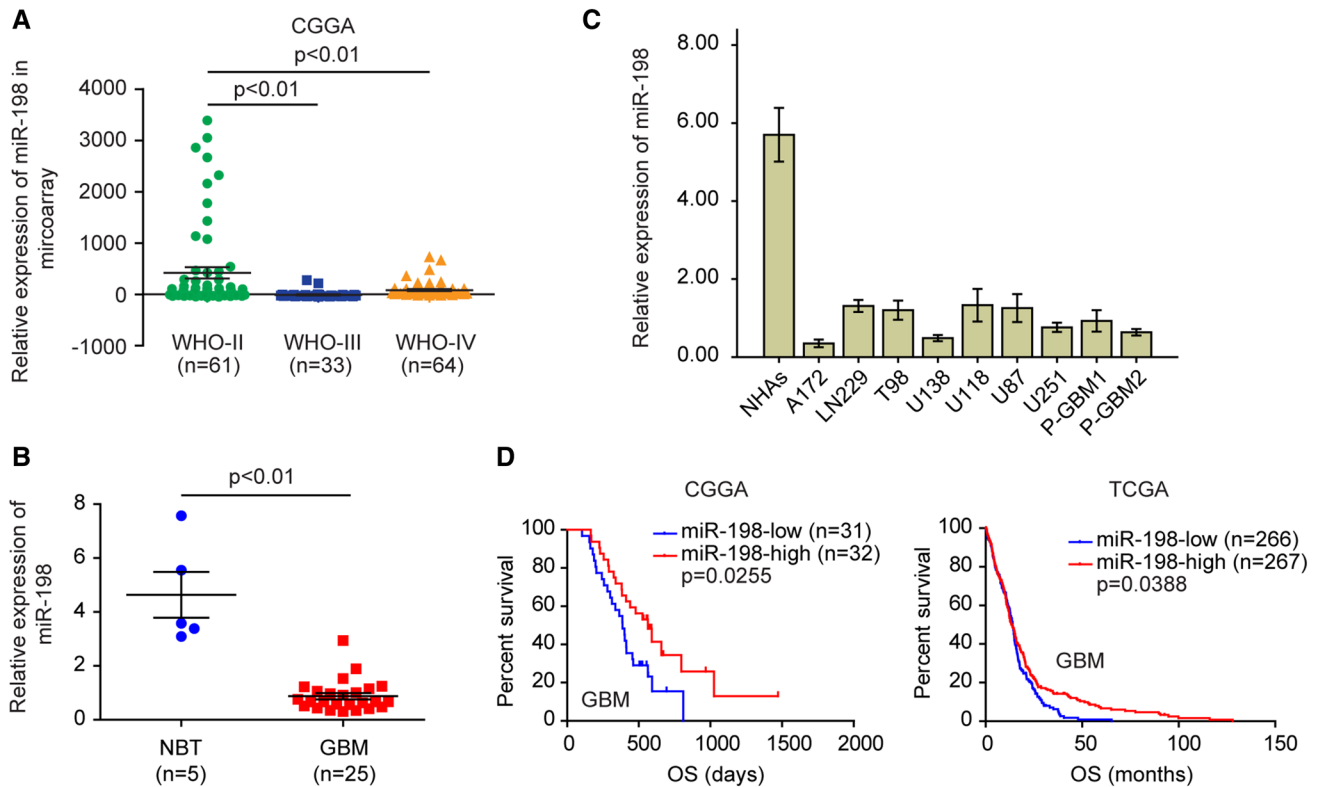 A
CGGA
p<0.01
p<0.01
Relative expression of miR-198 in
mircoarray
4000
3000
2000
1000
0
-1000
WHO-II
(n=61)
WHO-III
(n=33)
WHO-IV
(n=64)
C
Relative expression of miR-198
8.00
6.00
4.00
2.00
0.00
NHAs
A172
LN229
T98
U138
U118
U87
U251
P-GBM1
P-GBM2
B
p<0.01
Relative expression of
miR-198
8
6
4
2
0
NBT
(n=5)
GBM
(n=25)
D
CGGA
Percent survival
100
80
60
40
20
0
miR-198-low (n=31)
miR-198-high (n=32)
p=0.0255
GBM
0
500
1000
1500
2000
OS (days)
TCGA
Percent survival
100
80
60
40
20
0
miR-198-low (n=266)
miR-198-high (n=267)
p=0.0388
GBM
0
50
100
150
OS (months)